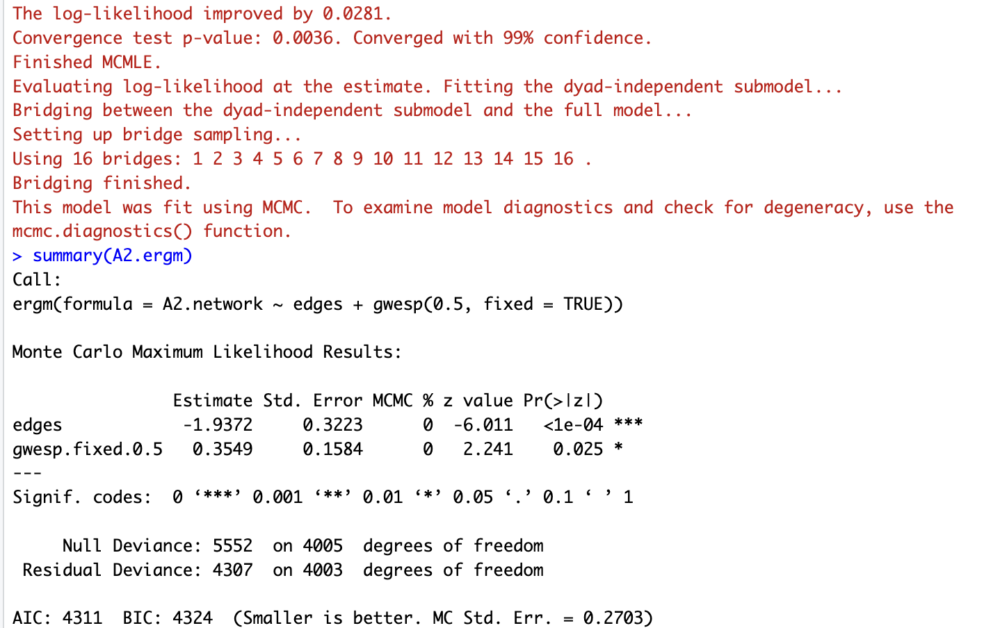 The log-likelihood improved by 0.0281.
Convergence test p-value: 0.0036. Converged with 99% confidence.
Finished MCMLE.
Evaluating log-likelihood at the estimate. Fitting the dyad-independent submodel...
Bridging between the dyad-independent submodel and the full model...
Setting up bridge sampling...
Using 16 bridges: 1 2 3 4 5 6 7 8 9 10 11 12 13 14 15 16 .
Bridging finished.
This model was fit using MCMC.  To examine model diagnostics and check for degeneracy, use the
mcmc.diagnostics() function.
> summary(A2.ergm)
Call:
ergm(formula = A2.network ~ edges + gwesp(0.5, fixed = TRUE))
Monte Carlo Maximum Likelihood Results:
                Estimate Std. Error MCMC % z value Pr(>|z|)
edges            -1.9372     0.3223      0  -6.011   <1e-04 ***
gwesp.fixed.0.5   0.3549     0.1584      0   2.241    0.025 *
---
Signif. codes:  0 ‘***’ 0.001 ‘**’ 0.01 ‘*’ 0.05 ‘.’ 0.1 ‘ ’ 1
     Null Deviance: 5552  on 4005  degrees of freedom
 Residual Deviance: 4307  on 4003  degrees of freedom
AIC: 4311  BIC: 4324  (Smaller is better. MC Std. Err. = 0.2703)